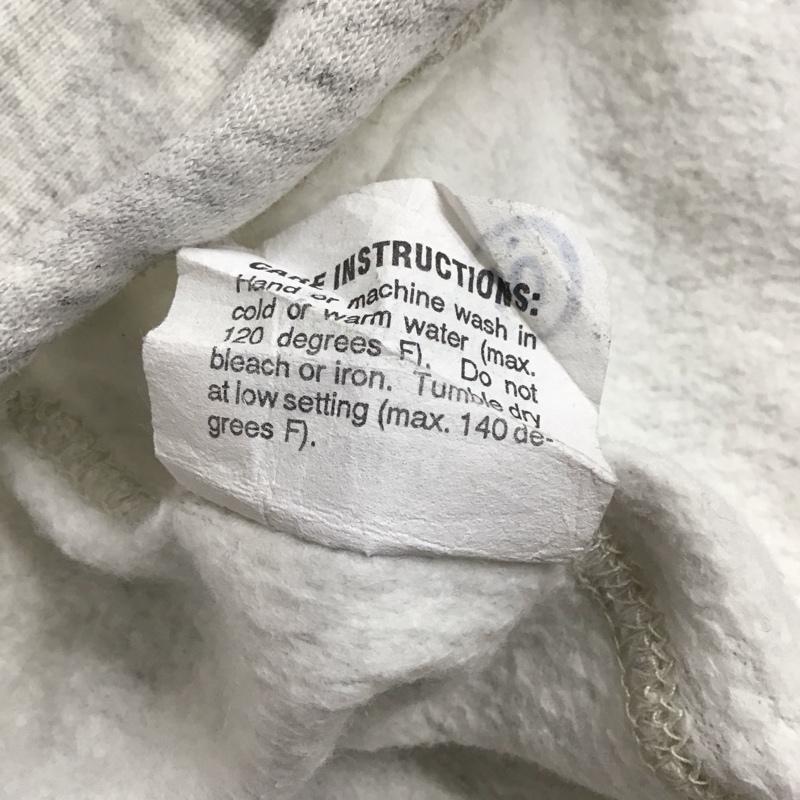 CARE INSTRUCTIONS:
Hand or machine wash in
cold or warm water (max.
120 degrees F). Do not
bleach or iron. Tumble dry
at low setting (max. 140 de-
grees F).